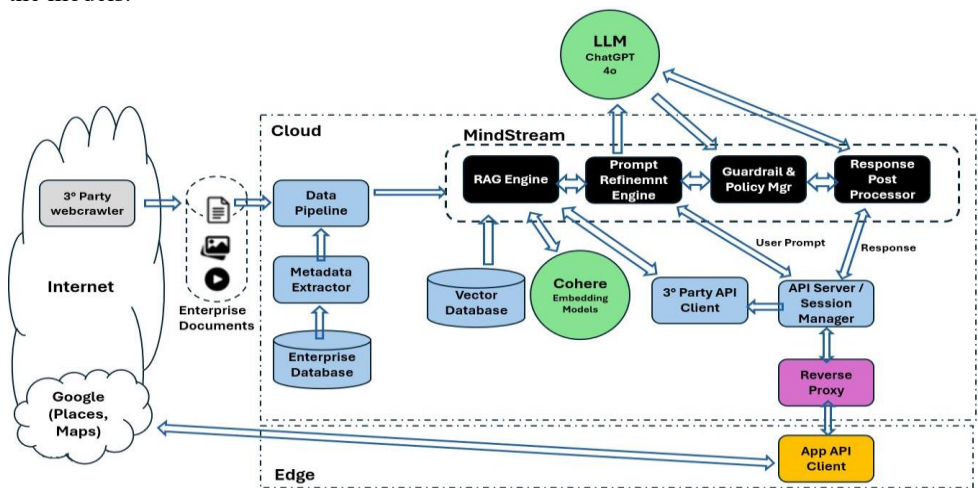 the models.
LLM
ChatGPT
4o
Cloud
MindStream
RAG Engine
Prompt
Refinemnt
Engine
Guardrail &
Policy Mgr
Response
Post
Processor
3° Party
webcrawler
Data
Pipeline
User Prompt
Response
Internet
Metadata
Extractor
Enterprise
Documents
Vector
Database
Cohere
Embedding
Models
3° Party API
Client
API Server /
Session
Manager
Enterprise
Database
Reverse
Proxy
Google
(Places,
Maps)
App API
Client
Edge